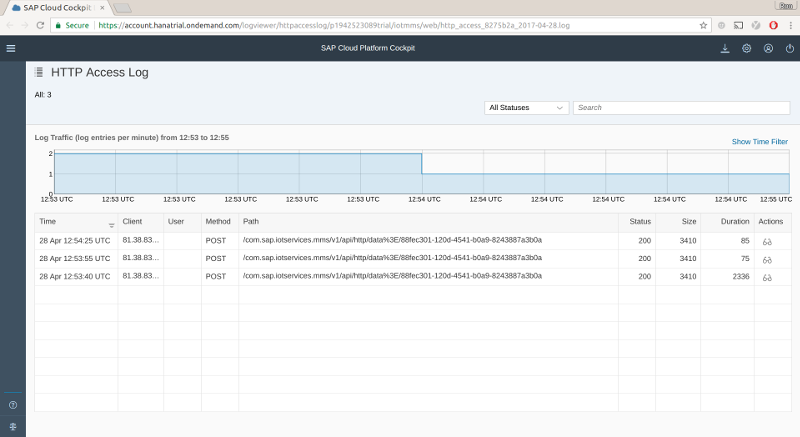 SAP Cloud Cockpit
Ryon
Secure https://account.hanatrial.ondemand.com/logviewer/httpaccesslog/p1942523089trial/iotmms/web/http_access_8275b2a_2017-04-28.log
SAP Cloud Platform Cockpit
HTTP Access Log
All: 3
All Statuses Search
Log Traffic (log entries per minute) from 12:53 to 12:55
Show Time Filter
2
1
0
12:53 UTC 12:53 UTC 12:53 UTC 12:53 UTC 12:53 UTC 12:53 UTC 12:54 UTC 12:54 UTC 12:54 UTC 12:54 UTC 12:54 UTC 12:54 UTC 12:55 UTC
Time Client User Method Path Status Size Duration Actions
28 Apr 12:54:25 UTC 81.38.83... POST /com.sap.iotservices.mms/v1/api/http/data%3E/88fec301-120d-4541-b0a9-8243887a3b0a 200 3410 85
28 Apr 12:53:55 UTC 81.38.83... POST /com.sap.iotservices.mms/v1/api/http/data%3E/88fec301-120d-4541-b0a9-8243887a3b0a 200 3410 75
28 Apr 12:53:40 UTC 81.38.83... POST /com.sap.iotservices.mms/v1/api/http/data%3E/88fec301-120d-4541-b0a9-8243887a3b0a 200 3410 2336